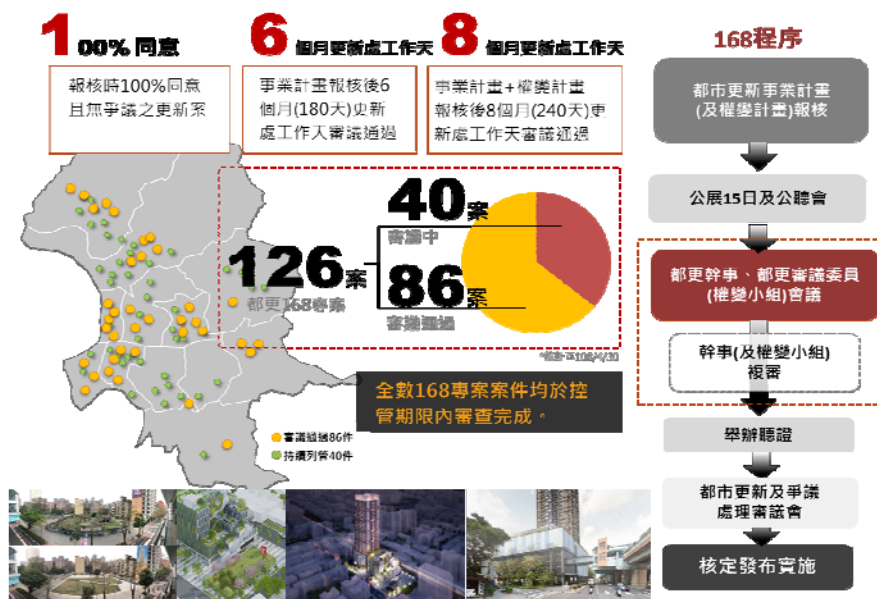 100% 同意
6個月更新處工作天
8個月更新處工作天
報核時100%同意
且無爭議之更新案
事業計畫報核後6
個月(180天)更新
處工作天審議通過
事業計畫+權變計畫
報核後8個月(240天)更
新處工作天審議通過
40案
審議中
126案
都更168專案
86案
審議通過
全數168專案案件均於控
管期限內審查完成。
審議通過86件
持續列管40件
168程序
都市更新事業計畫
(及權變計畫)報核
公展15日及公聽會
都更幹事、都更審議委員
(權變小組)會議
幹事(及權變小組)
複審
舉辦聽證
都市更新及爭議
處理審議會
核定發布實施